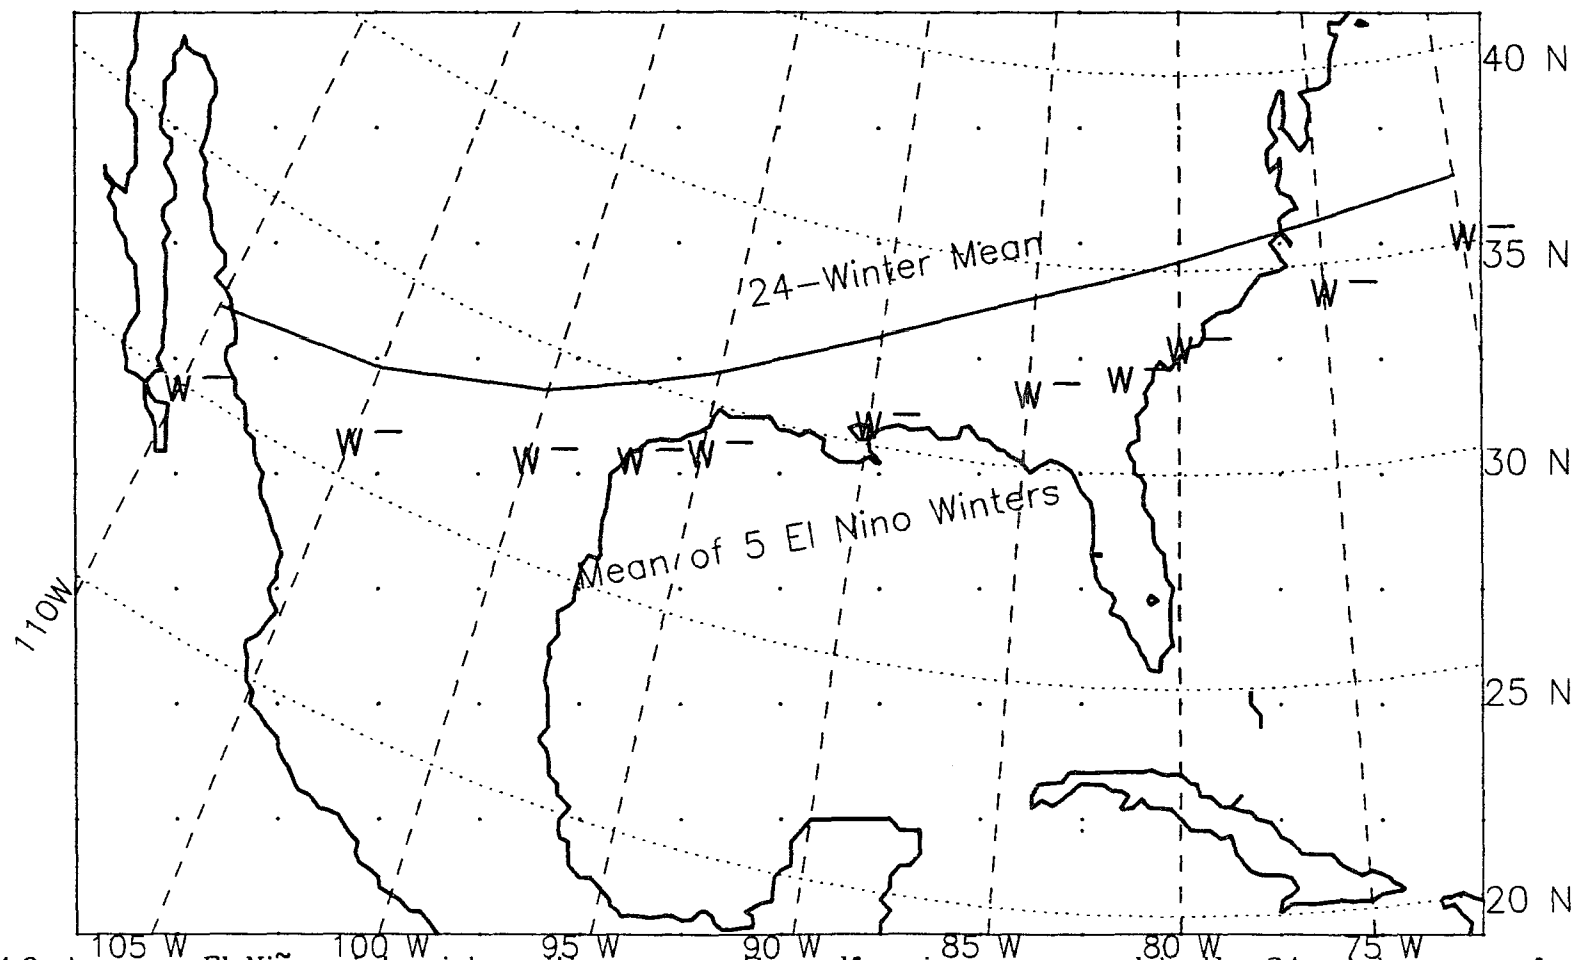 40 N
24-Winter Mean
W - 35 N
W -
W -
W - W - W -
W -
W - W - W - W - W -
30 N
Mean of 5 El Nino Winters
110W
25 N
20 N
105 W 100 W 95 W 90 W 85 W 80 W 75 W